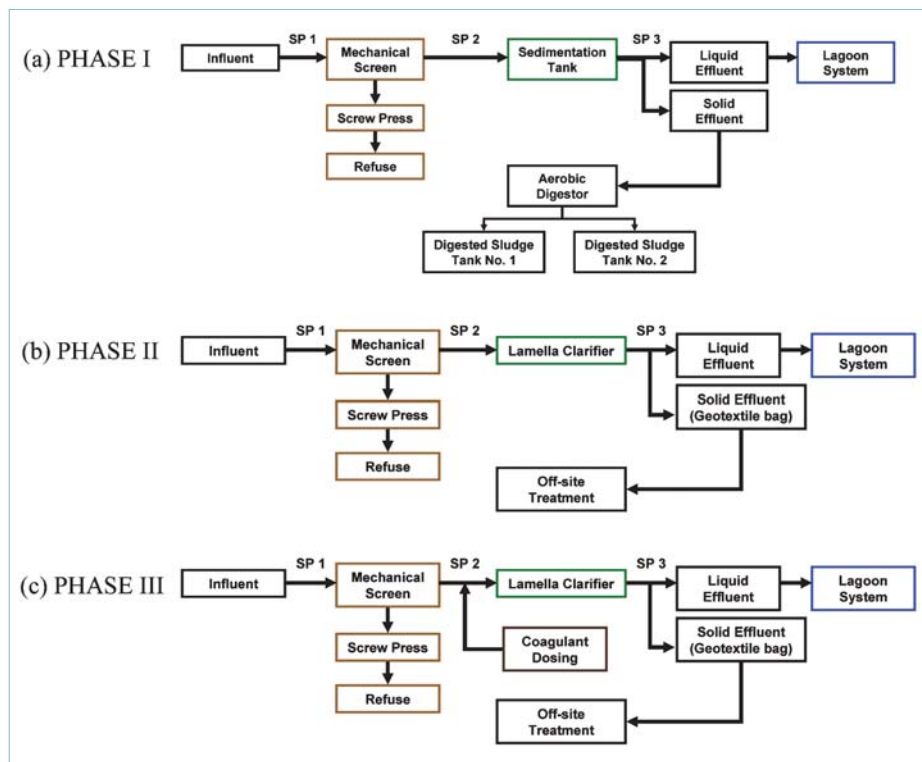 (a) PHASE I
SP 1
SP 2
SP 3
Influent
Mechanical
Screen
Sedimentation
Tank
Liquid
Effluent
Lagoon
System
Screw Press
Solid
Effluent
Refuse
Aerobic
Digestor
Digested Sludge
Tank No. 1
Digested Sludge
Tank No. 2
(b) PHASE II
SP 1
SP 2
SP 3
Influent
Mechanical
Screen
Lamella Clarifier
Liquid
Effluent
Lagoon
System
Screw Press
Solid Effluent
(Geotextile bag)
Refuse
Off-site
Treatment
(c) PHASE III
SP 1
SP 2
SP 3
Influent
Mechanical
Screen
Lamella Clarifier
Liquid
Effluent
Lagoon
System
Screw Press
Coagulant
Dosing
Solid Effluent
(Geotextile bag)
Refuse
Off-site
Treatment